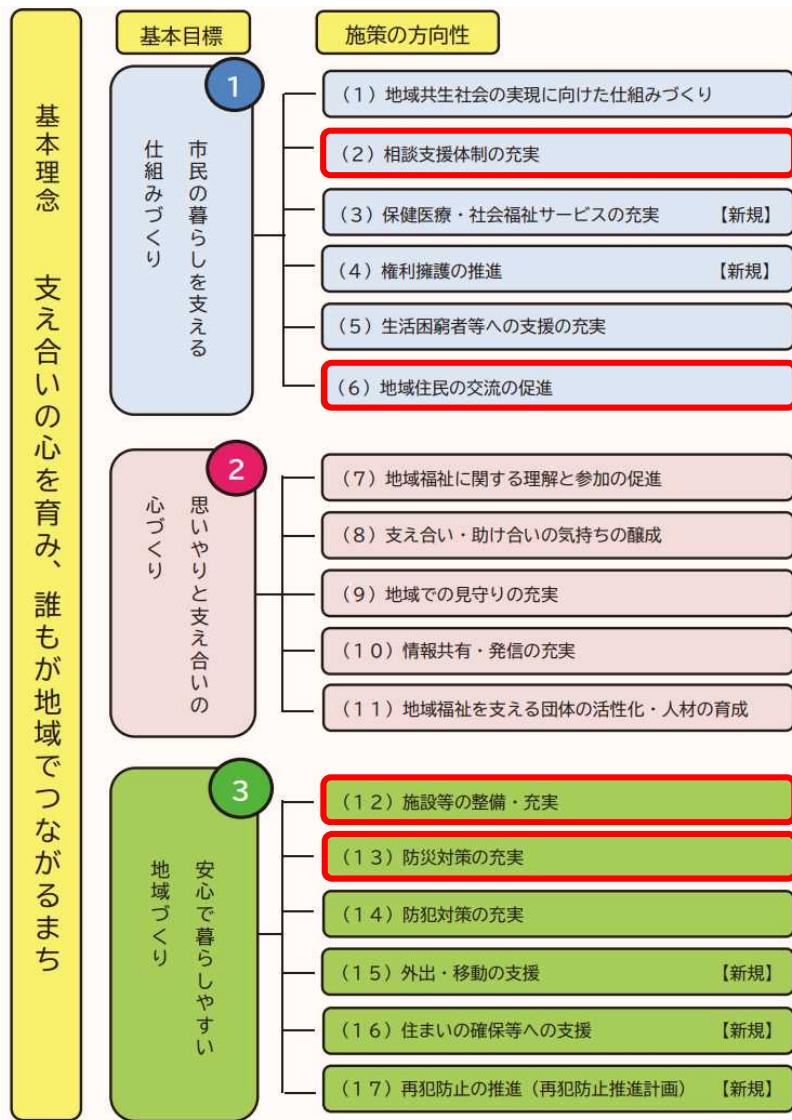 基本理念　支え合いの心を育み、誰もが地域でつながるまち
基本目標
施策の方向性
1
市民の暮らしを支える
仕組みづくり
（1）地域共生社会の実現に向けた仕組みづくり
（2）相談支援体制の充実
（3）保健医療・社会福祉サービスの充実　【新規】
（4）権利擁護の推進　【新規】
（5）生活困窮者等への支援の充実
（6）地域住民の交流の促進
2
思いやりと支え合いの
心づくり
（7）地域福祉に関する理解と参加の促進
（8）支え合い・助け合いの気持ちの醸成
（9）地域での見守りの充実
（10）情報共有・発信の充実
（11）地域福祉を支える団体の活性化・人材の育成
3
安心で暮らしやすい
地域づくり
（12）施設等の整備・充実
（13）防災対策の充実
（14）防犯対策の充実
（15）外出・移動の支援　【新規】
（16）住まいの確保等への支援　【新規】
（17）再犯防止の推進（再犯防止推進計画）　【新規】